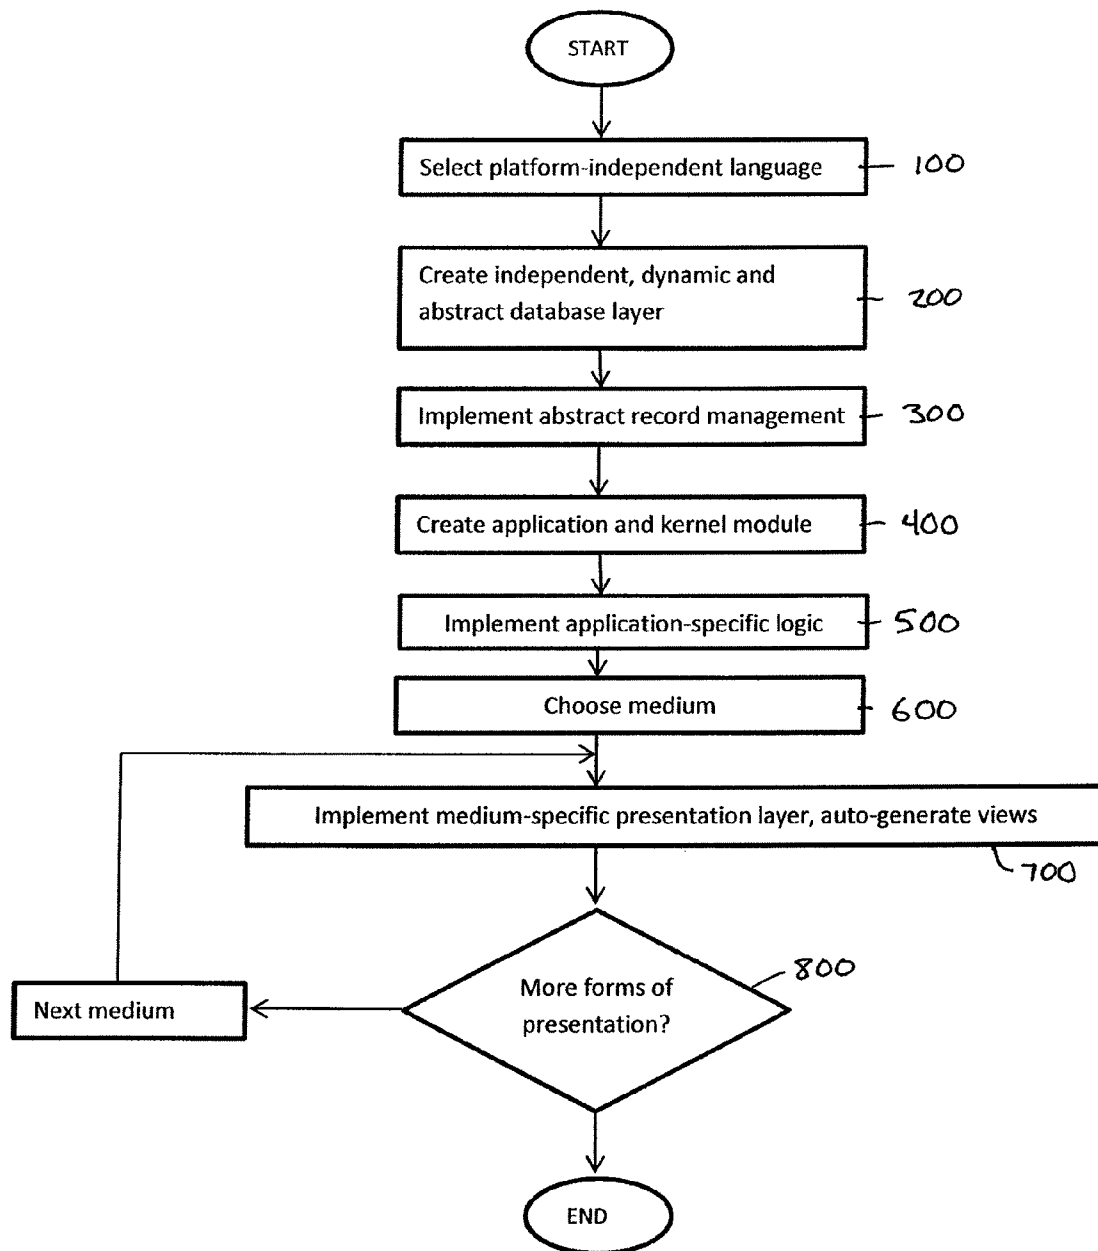 START
Select platform-independent language
100
Create independent, dynamic and
abstract database layer
200
Implement abstract record management
300
Create application and kernel module
400
Implement application-specific logic
500
Choose medium
600
Implement medium-specific presentation layer, auto-generate views
700
More forms of
presentation?
800
Next medium
END